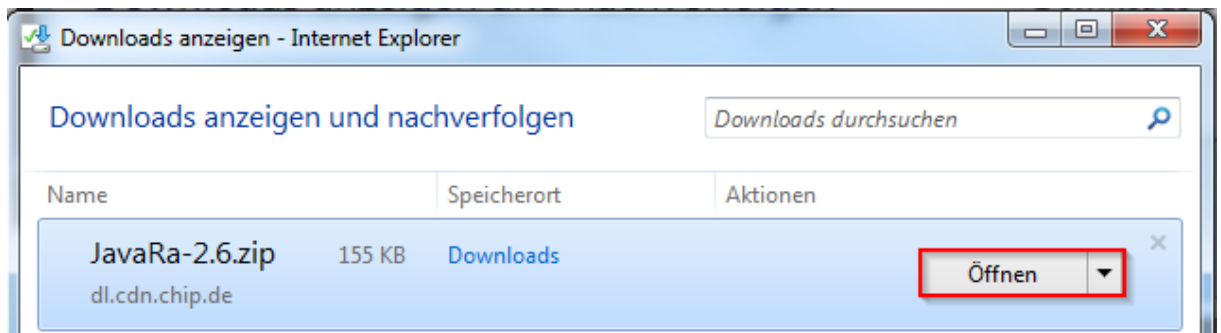 Downloads anzeigen - Internet Explorer
Downloads anzeigen und nachverfolgen
Downloads durchsuchen
Name Speicherort Aktionen
JavaRa-2.6.zip 155 KB Downloads
Öffnen
dl.cdn.chip.de